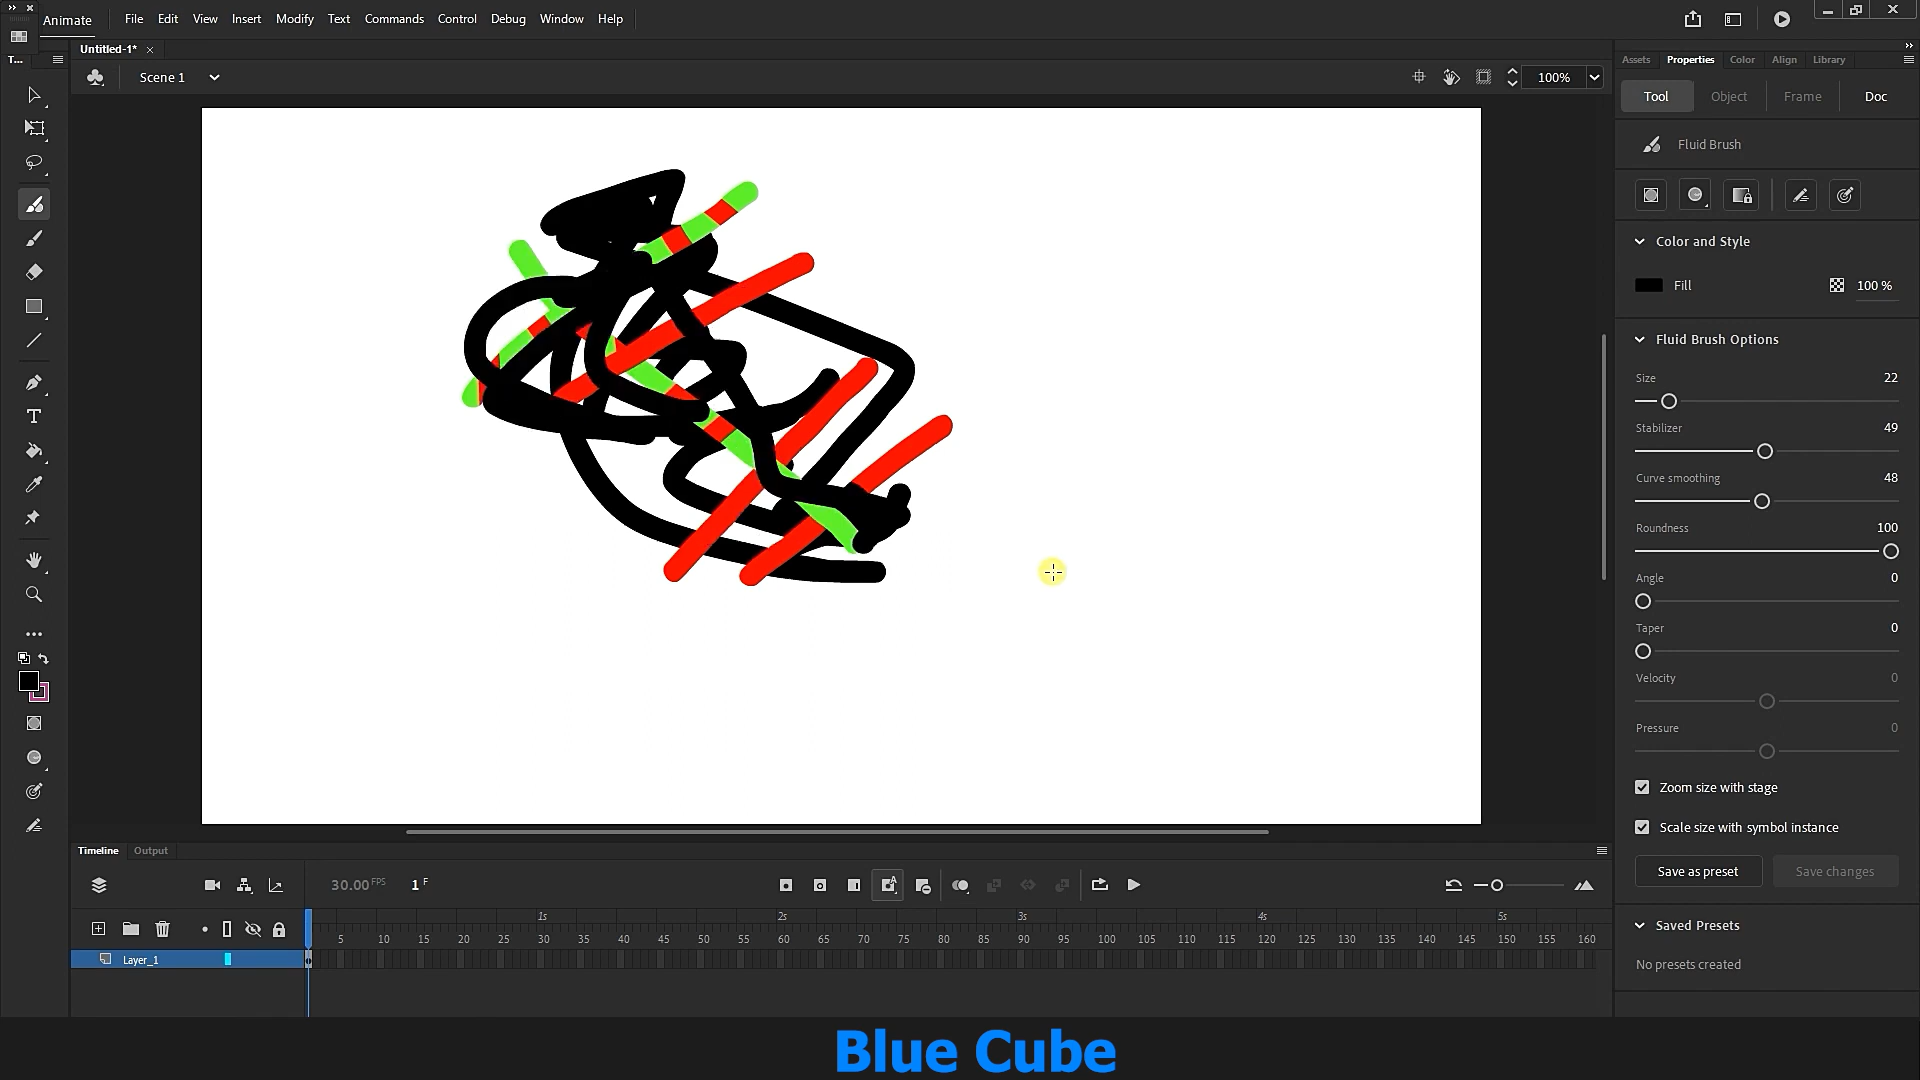 Animate File Edit View Insert Modify Text Commands Control Debug Window Help
Untitled-1*
T...
Scene 1
100%
Assets Properties Color Align Library
Tool Object Frame Doc
Fluid Brush
Color and Style
Fill 100 %
Fluid Brush Options
Size 22
Stabilizer 49
Curve smoothing 48
Roundness 100
Angle 0
Taper 0
Velocity 0
Pressure 0
Zoom size with stage
Scale size with symbol instance
Save as preset Save changes
Saved Presets
No presets created
Timeline Output
30.00 FPS 1 F
1s 2s 3s 4s 5s
5 10 15 20 25 30 35 40 45 50 55 60 65 70 75 80 85 90 95 100 105 110 115 120 125 130 135 140 145 150 155 160
Layer_1
Blue Cube